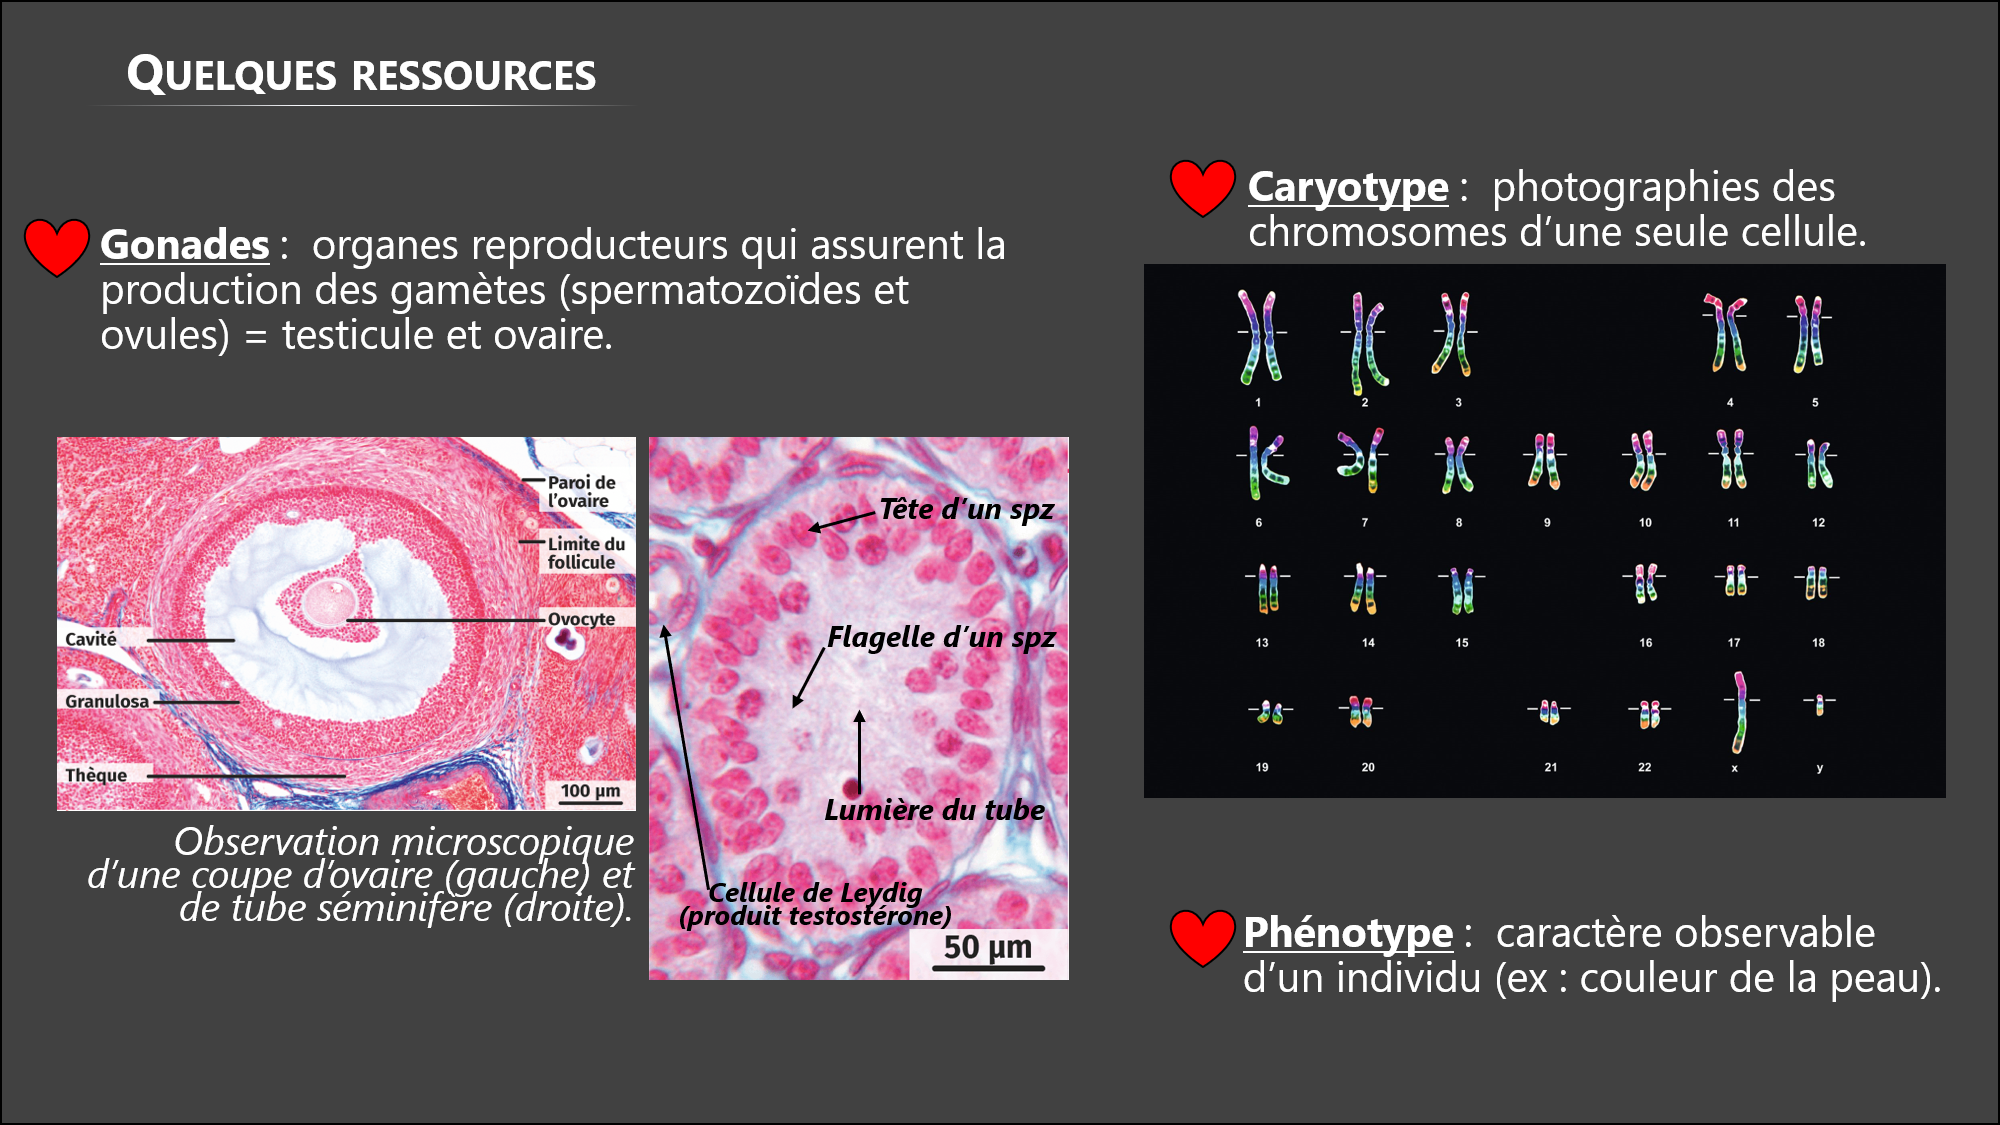 QUELQUES RESSOURCES
Gonades : organes reproducteurs qui assurent la
production des gamètes (spermatozoïdes et
ovules) = testicule et ovaire.
Paroi de
l'ovaire
Limite du
follicule
Ovocyte
Cavité
Granulosa
Thèque
100 µm
Observation microscopique
d'une coupe d'ovaire (gauche) et
de tube séminifère (droite).
Tête d'un spz
Flagelle d'un spz
Lumière du tube
Cellule de Leydig
(produit testostérone)
50 µm
Caryotype : photographies des
chromosomes d'une seule cellule.
1 2 3 4 5
6 7 8 9 10 11 12
13 14 15 16 17 18
19 20 21 22 x y
Phénotype : caractère observable
d'un individu (ex : couleur de la peau).